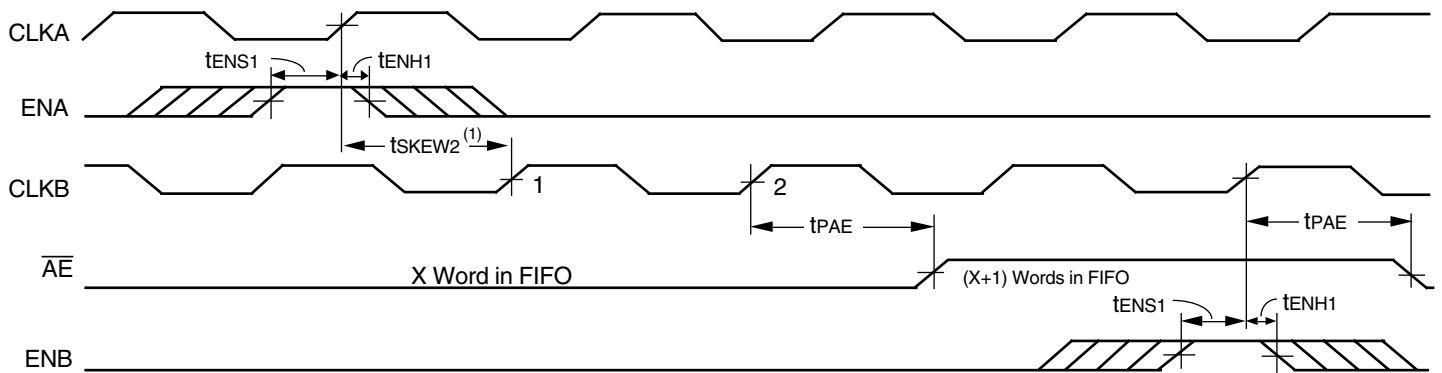 CLKA
tENS1 tENH1
ENA
tSKEW2(1)
CLKB 1 2
tPAE tPAE
AE X Word in FIFO (X+1) Words in FIFO
tENS1 tENH1
ENB